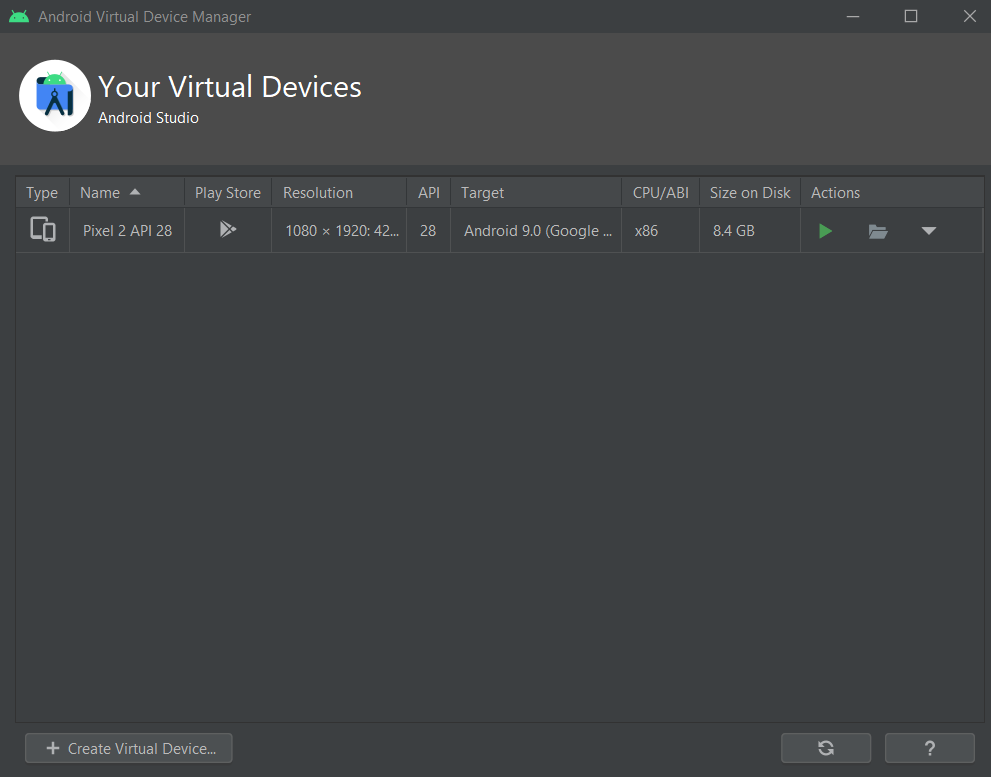 Android Virtual Device Manager
Your Virtual Devices
Android Studio
Type Name Play Store Resolution API Target CPU/ABI Size on Disk Actions
Pixel 2 API 28 1080 × 1920: 42... 28 Android 9.0 (Google ... x86 8.4 GB
+ Create Virtual Device... ?